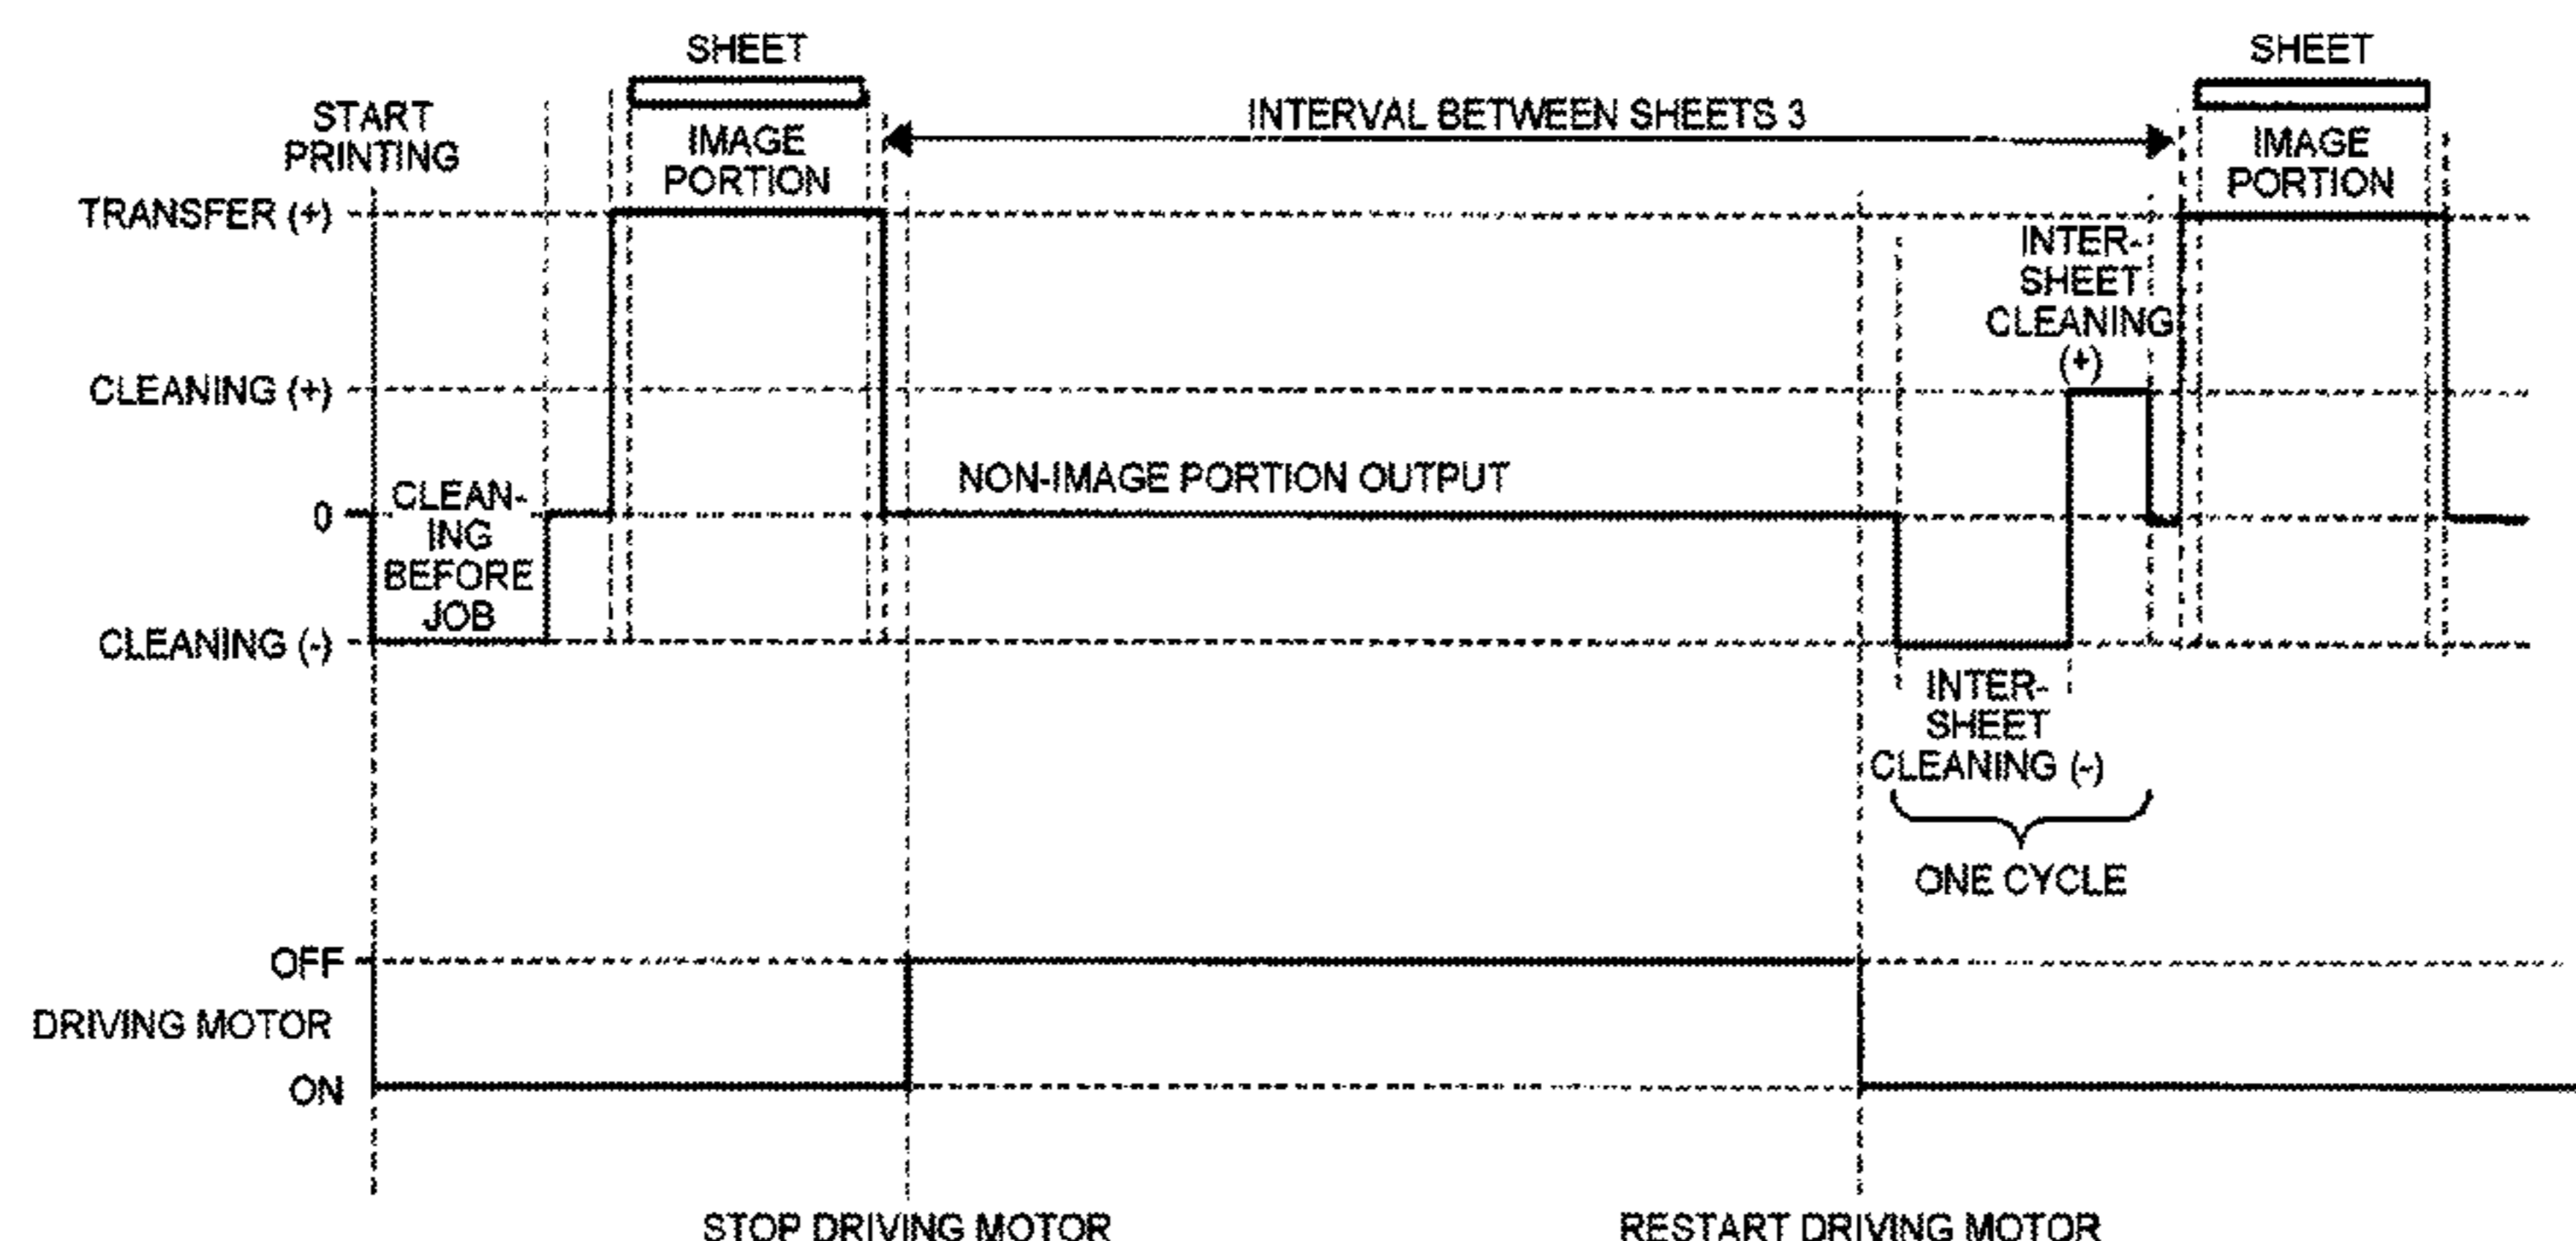 SHEET
SHEET
START
PRINTING
IMAGE
PORTION
INTERVAL BETWEEN SHEETS 3
IMAGE
PORTION
TRANSFER (+)
INTER-
SHEET
CLEANING
(+)
CLEANING (+)
NON-IMAGE PORTION OUTPUT
0
CLEAN-
ING
BEFORE
JOB
CLEANING (-)
INTER-
SHEET
CLEANING (-)
ONE CYCLE
OFF
DRIVING MOTOR
ON
STOP DRIVING MOTOR
RESTART DRIVING MOTOR